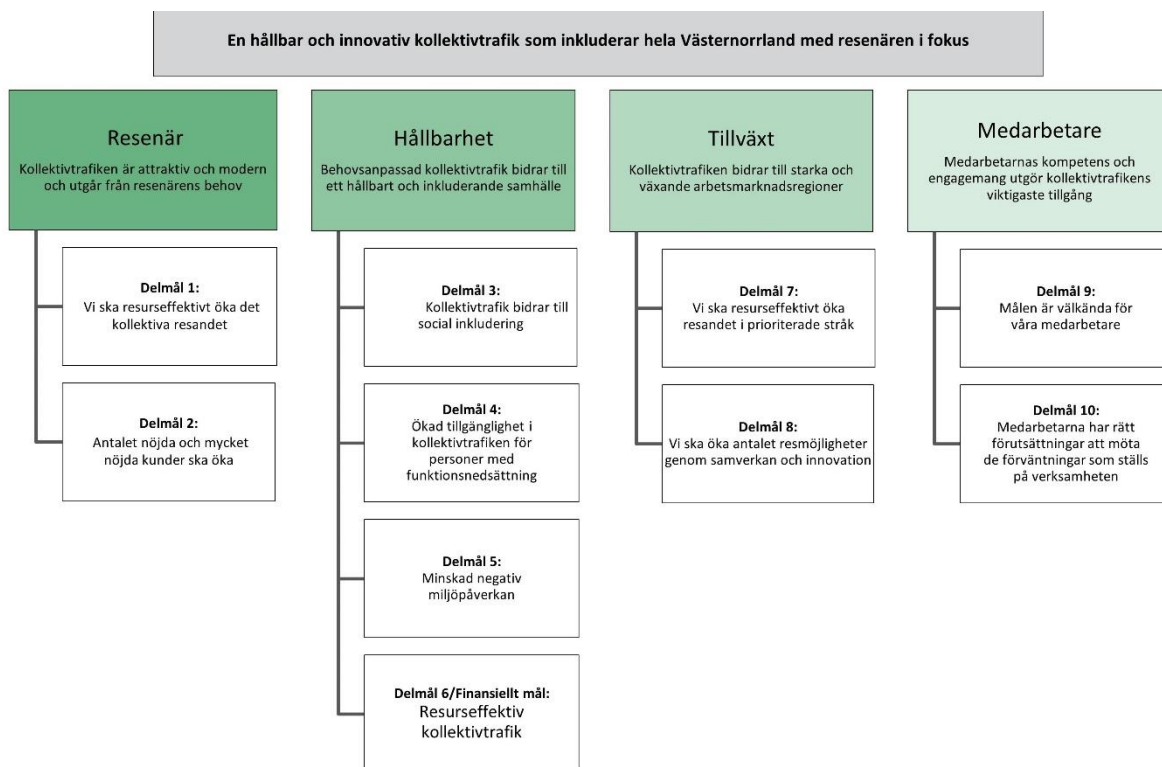 En hållbar och innovativ kollektivtrafik som inkluderar hela Västernorrland med resenären i fokus
Resenär
Kollektivtrafiken är attraktiv och modern
och utgår från resenärens behov
Delmål 1:
Vi ska resurseffektivt öka det
kollektiva resandet
Delmål 2:
Antalet nöjda och mycket
nöjda kunder ska öka
Hållbarhet
Behovsanpassad kollektivtrafik bidrar till
ett hållbart och inkluderande samhälle
Delmål 3:
Kollektivtrafik bidrar till
social inkludering
Delmål 4:
Ökad tillgänglighet i
kollektivtrafiken för
personer med
funktionsnedsättning
Delmål 5:
Minskad negativ
miljöpåverkan
Delmål 6/Finansiellt mål:
Resurseffektiv
kollektivtrafik
Tillväxt
Kollektivtrafiken bidrar till starka och
växande arbetsmarknadsregioner
Delmål 7:
Vi ska resurseffektivt öka
resandet i prioriterade stråk
Delmål 8:
Vi ska öka antalet resmöjligheter
genom samverkan och innovation
Medarbetare
Medarbetarnas kompetens och
engagemang utgör kollektivtrafikens
viktigaste tillgång
Delmål 9:
Målen är välkända för
våra medarbetare
Delmål 10:
Medarbetarna har rätt
förutsättningar att möta
de förväntningar som ställs
på verksamheten